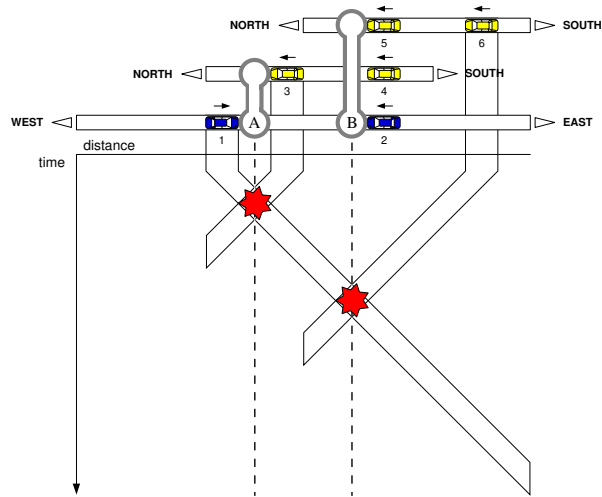 NORTH SOUTH
5 6
NORTH SOUTH
3 4
WEST A B EAST
1 2
distance
time